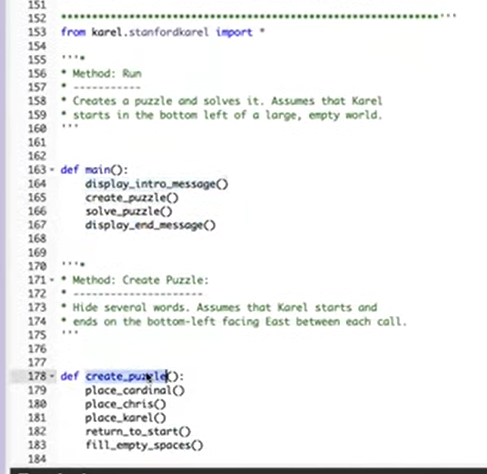 151
152 **********************************************************************'''
153 from karel.stanfordkarel import *
154
155 '''*
156 * Method: Run
157 * -----------
158 * Creates a puzzle and solves it. Assumes that Karel
159 * starts in the bottom left of a large, empty world.
160 '''
161
162
163 def main():
164 display_intro_message()
165 create_puzzle()
166 solve_puzzle()
167 display_end_message()
168
169
170 '''*
171 * Method: Create Puzzle:
172 * --------------------
173 * Hide several words. Assumes that Karel starts and
174 * ends on the bottom-left facing East between each call.
175 '''
176
177
178 def create_puzzle():
179 place_cardinal()
180 place_chris()
181 place_karel()
182 return_to_start()
183 fill_empty_spaces()
184